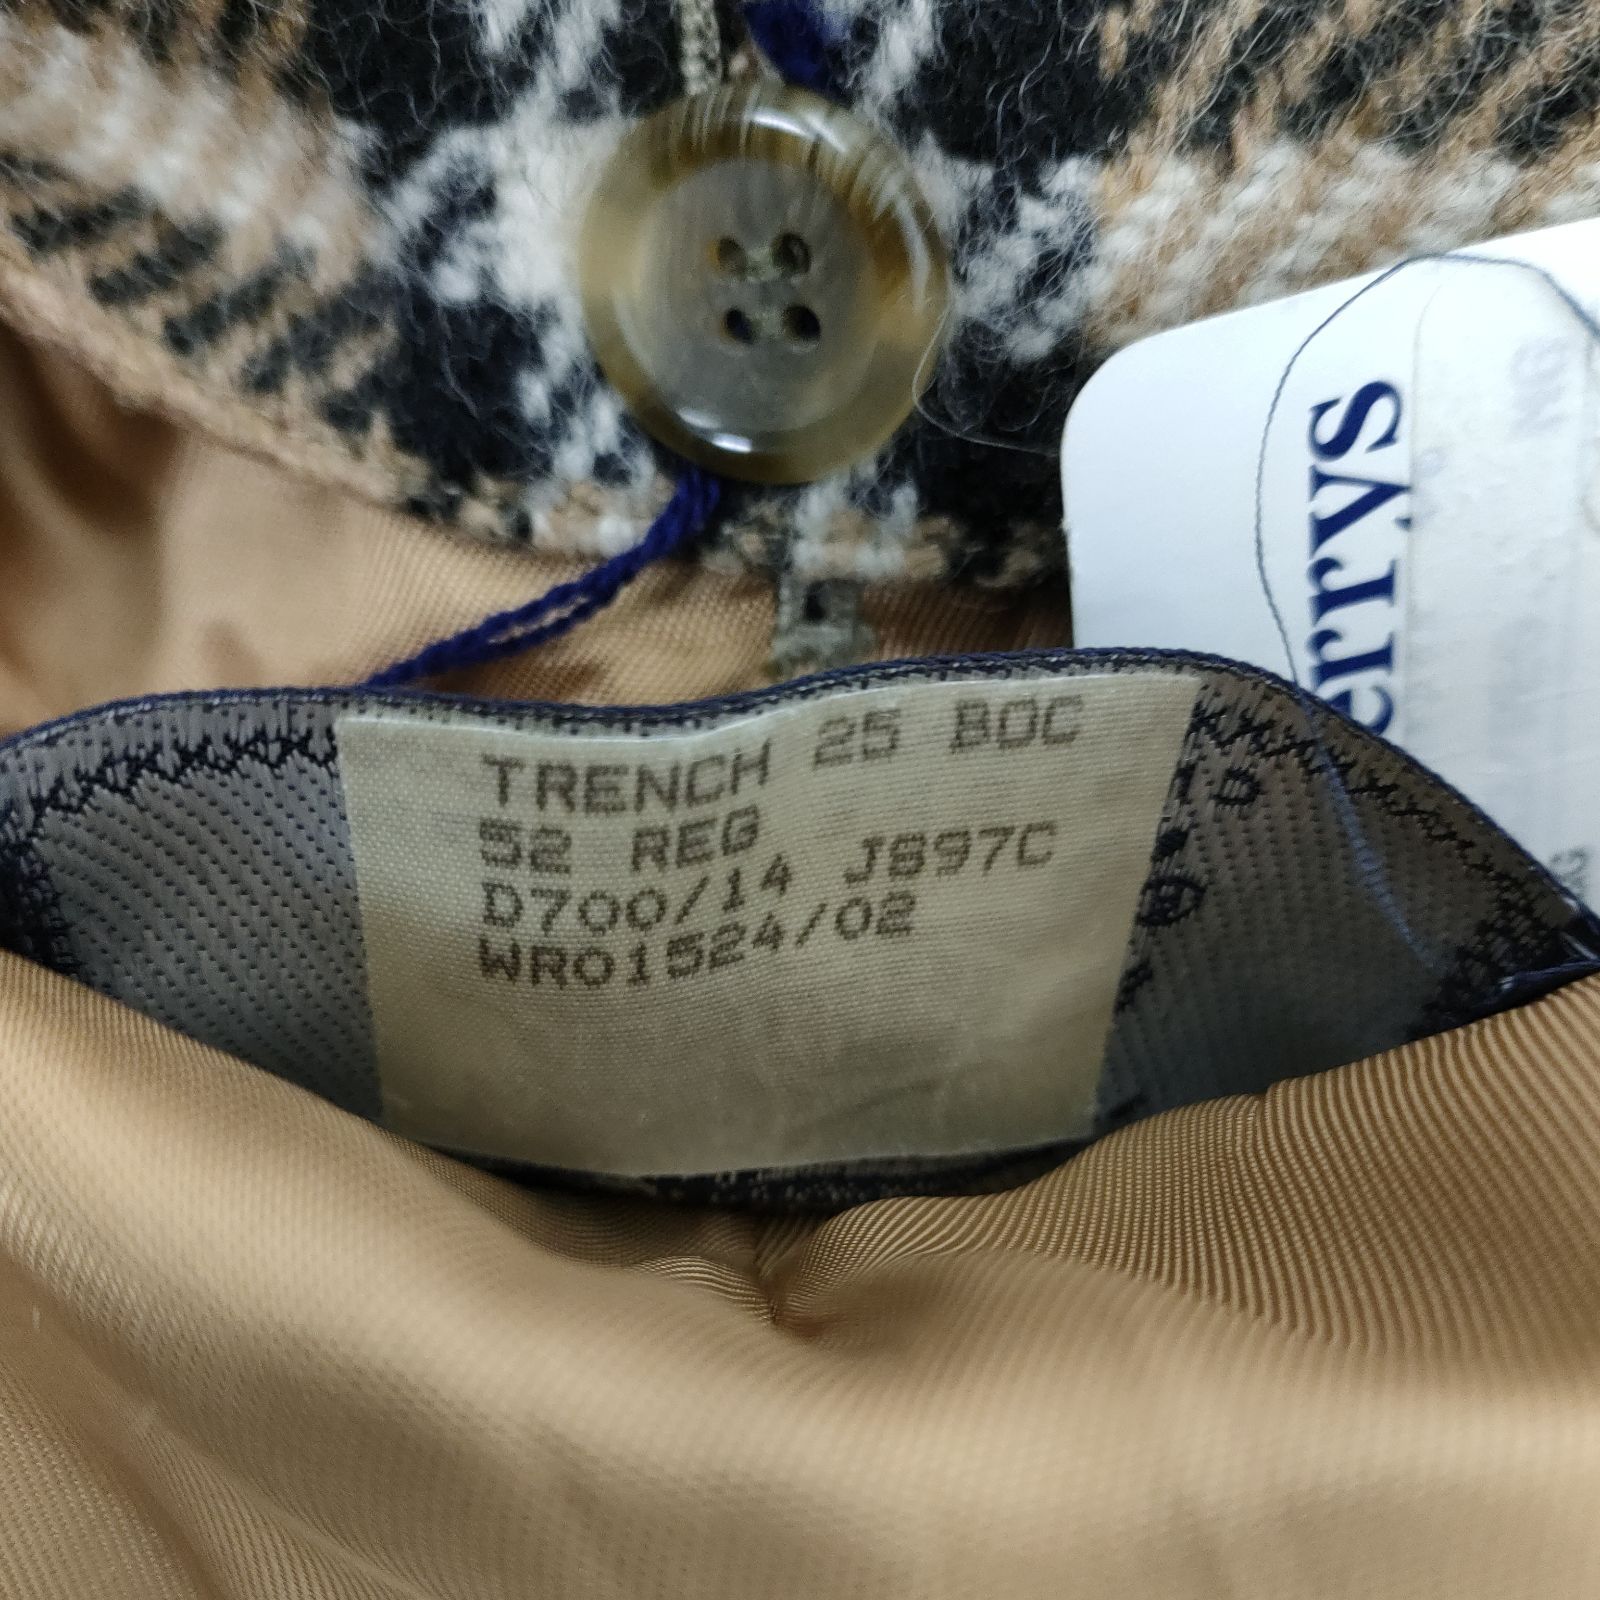 TRENCH 25 BOC
52 REG
D700/14 J897C
WR01524/02
errys